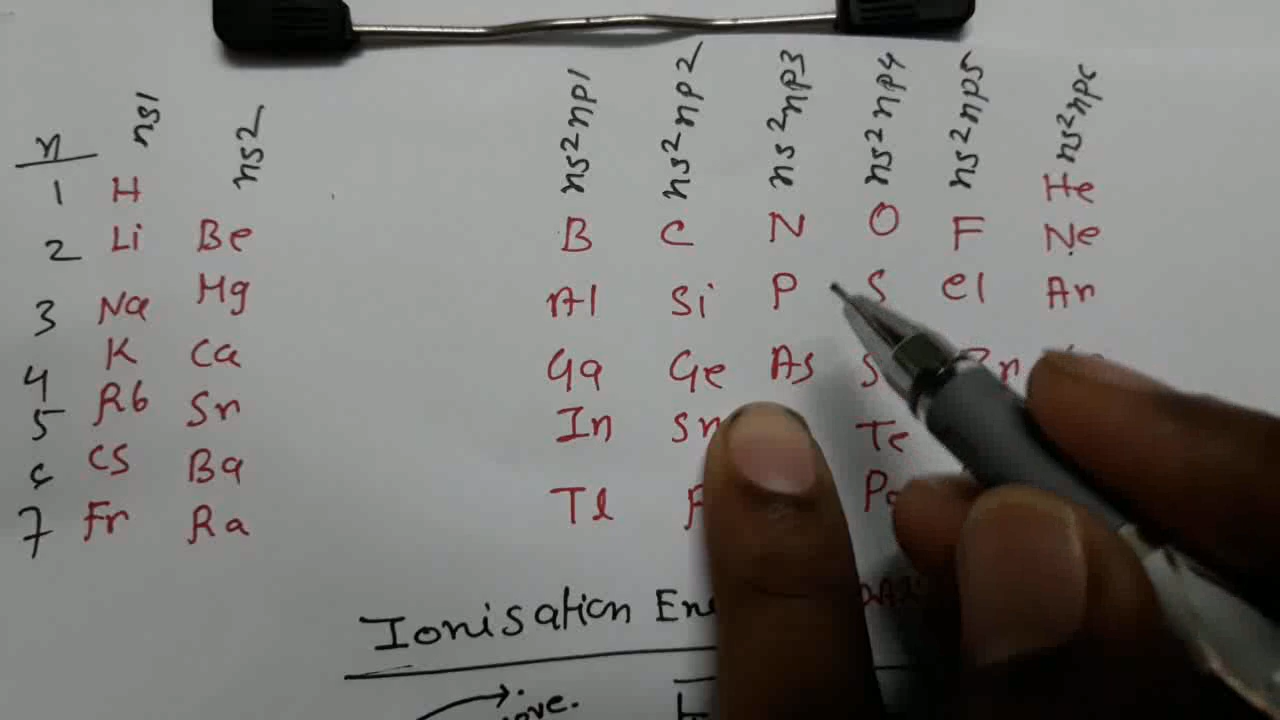 n ns1 ns2 ns2np1 ns2np2 ns2np3 ns2np4 ns2np5 ns2np6
1 H He
2 Li Be B C N O F Ne
3 Na Mg Al Si P S Cl Ar
4 K Ca Ga Ge As
5 Rb Sr In Sn Te
6 Cs Ba Tl Po
7 Fr Ra
Ionisation